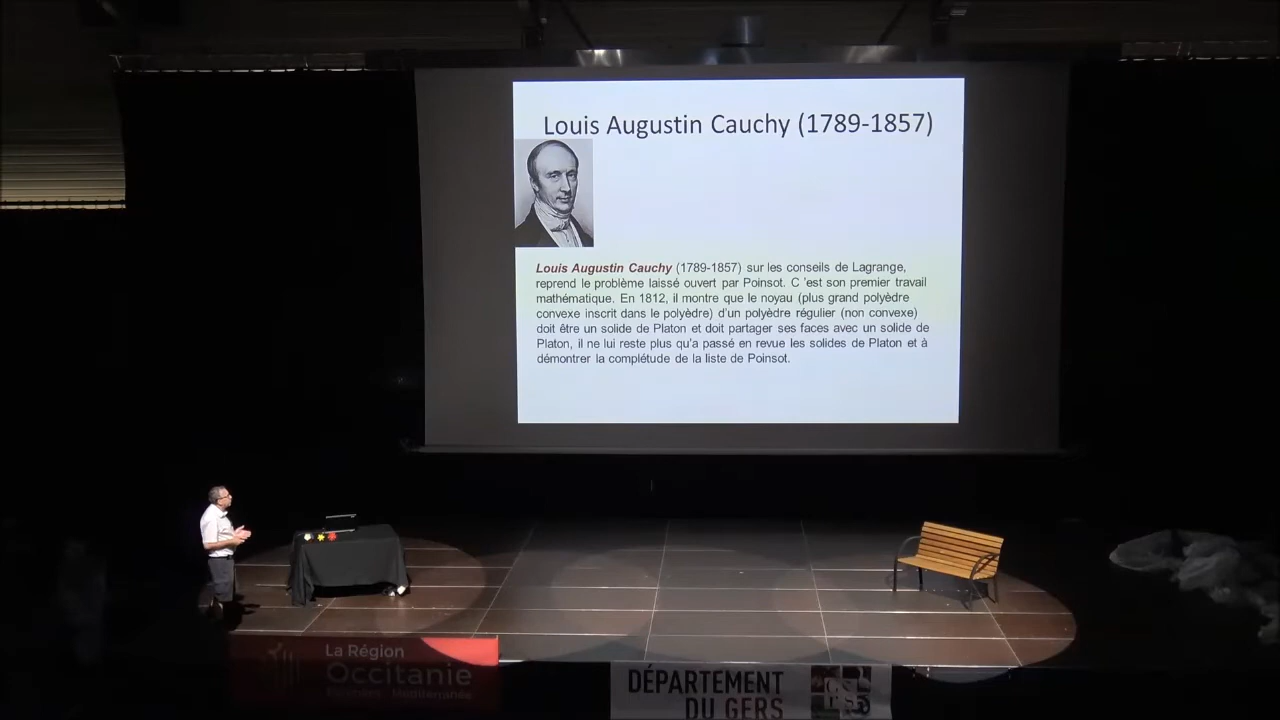 Louis Augustin Cauchy (1789-1857)
Louis Augustin Cauchy (1789-1857) sur les conseils de Lagrange,
reprend le problème laissé ouvert par Poinsot. C 'est son premier travail
mathématique. En 1812, il montre que le noyau (plus grand polyèdre
convexe inscrit dans le polyèdre) d'un polyèdre régulier (non convexe)
doit être un solide de Platon et doit partager ses faces avec un solide de
Platon, il ne lui reste plus qu'a passé en revue les solides de Platon et à
démontrer la complétude de la liste de Poinsot.
La Région
Occitanie
Pyrénées - Méditerranée
DÉPARTEMENT
DU GERS